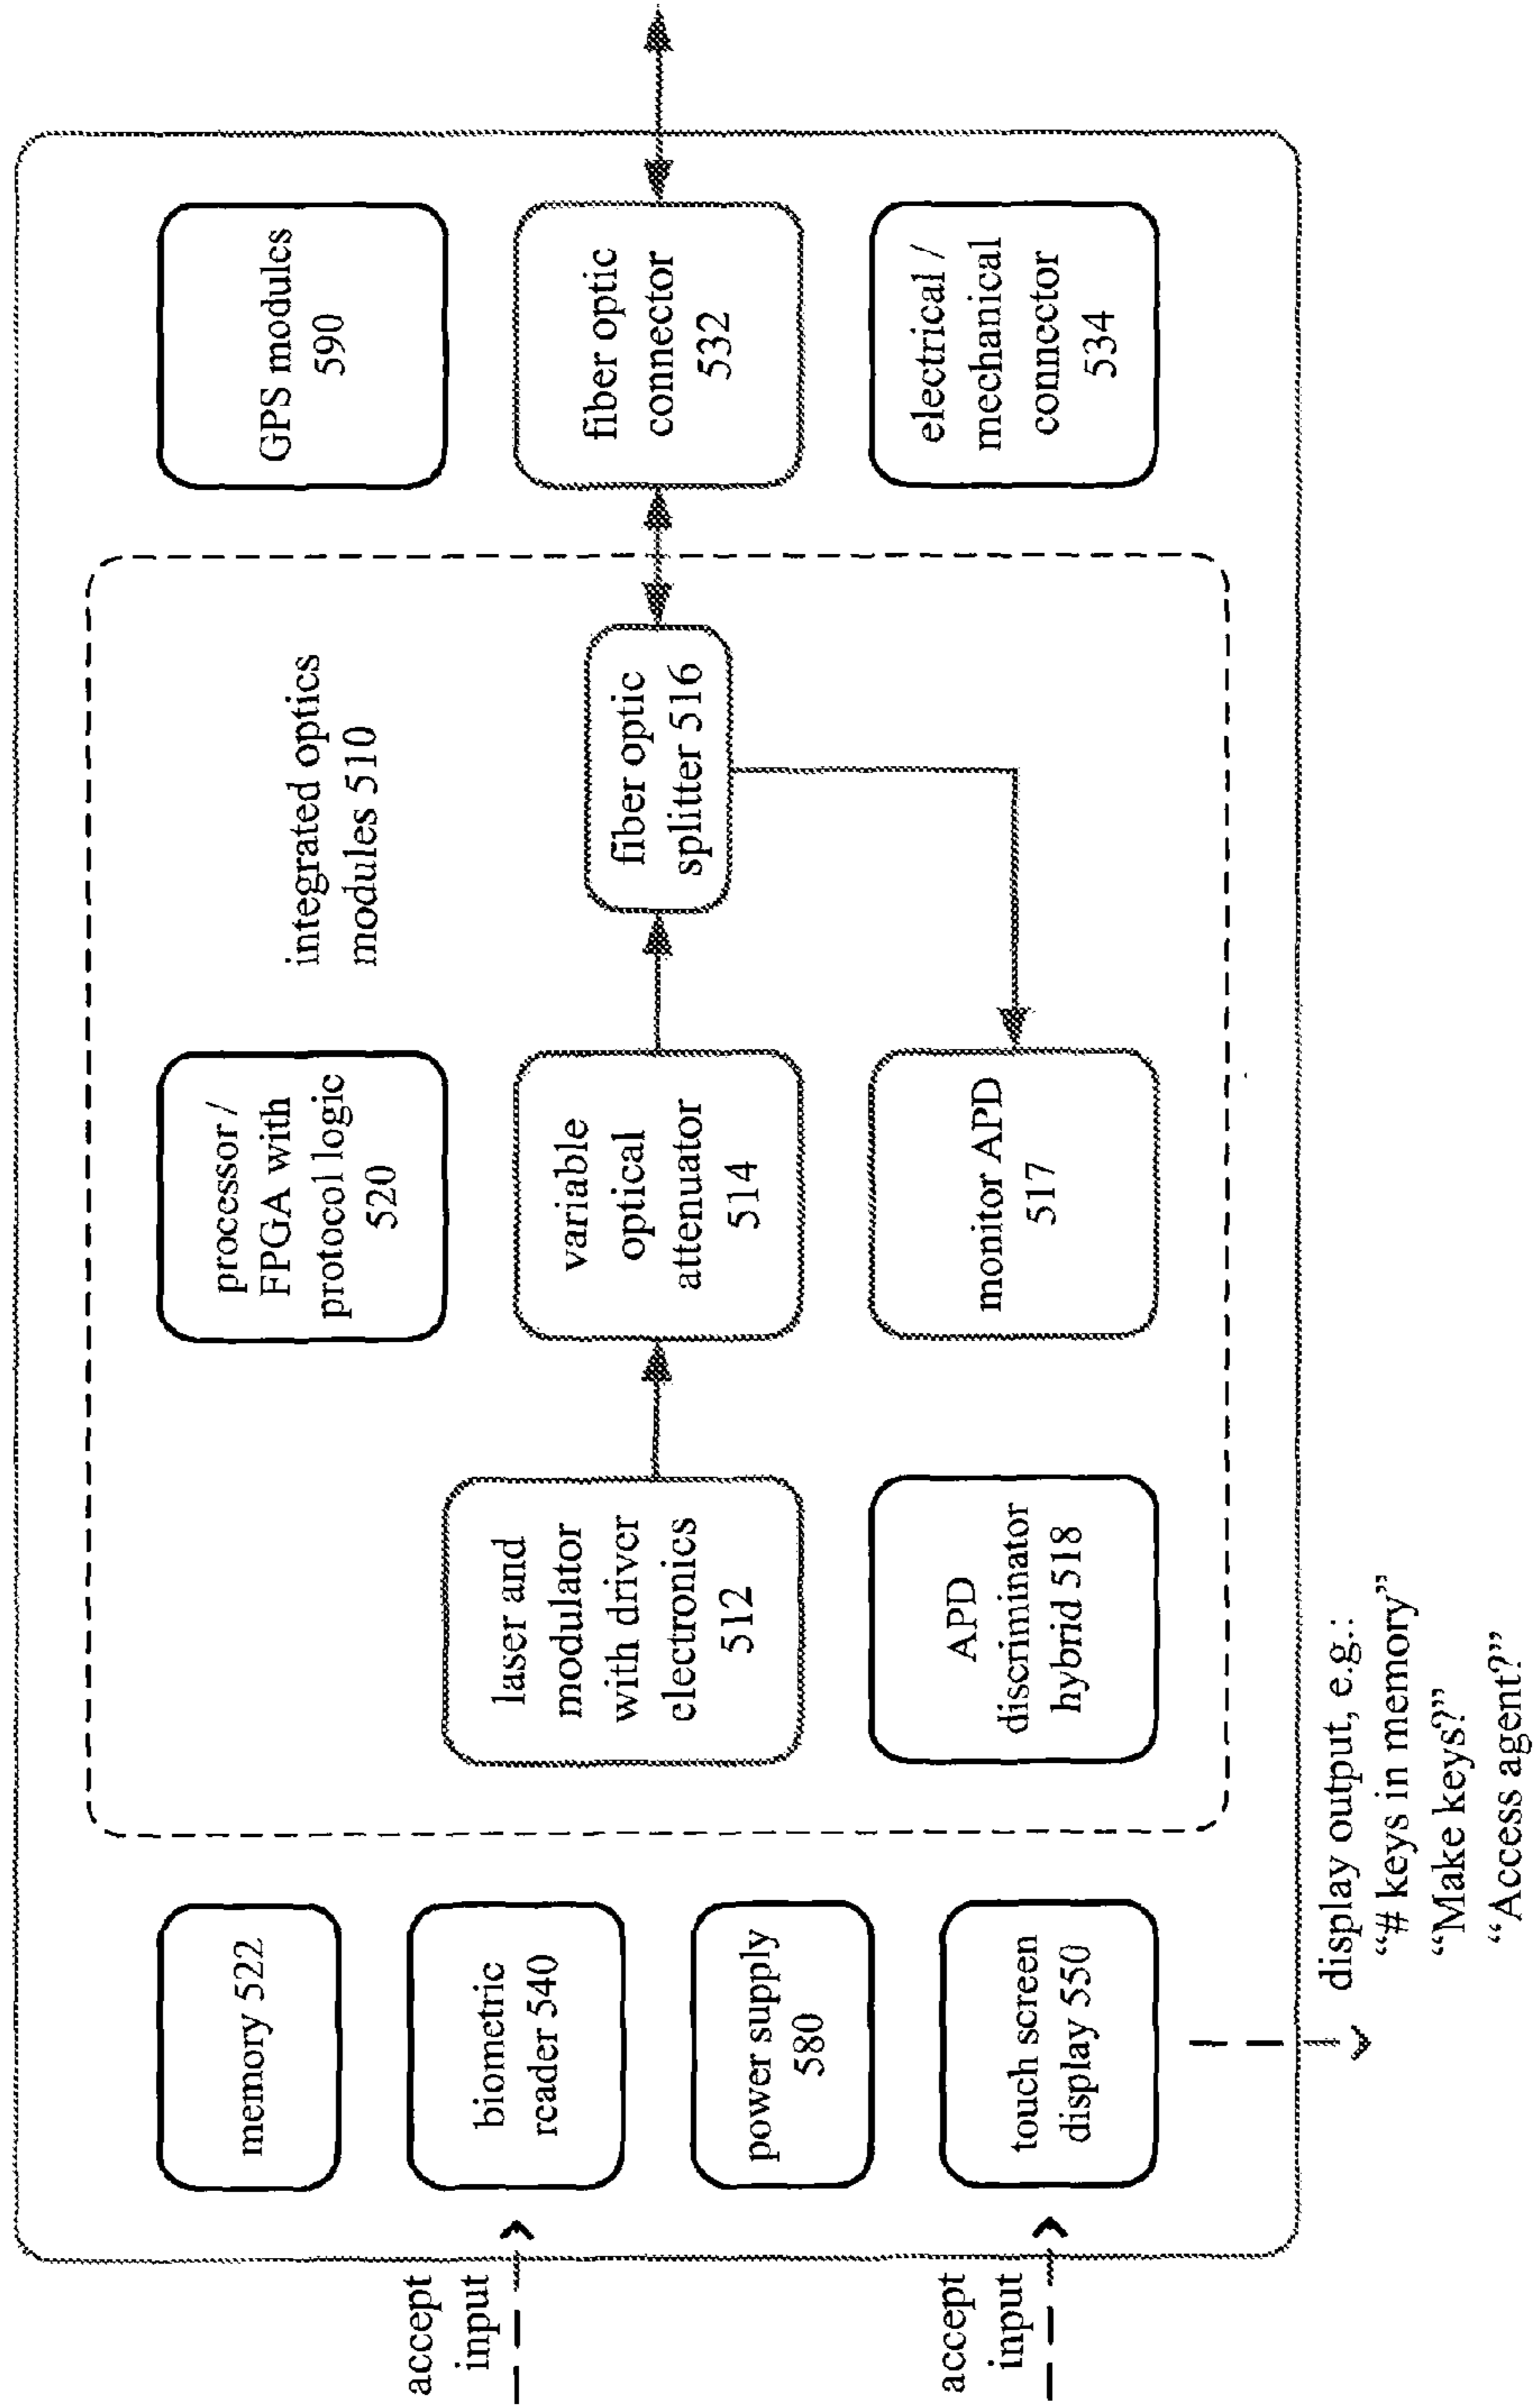 memory 522
biometric
reader 540
power supply
580
touch screen
display 550
accept
input
accept
input
integrated optics
modules 510
processor /
FPGA with
protocol logic
520
laser and
modulator
with driver
electronics
512
variable
optical
attenuator
514
fiber optic
splitter 516
APD
discriminator
hybrid 518
monitor APD
517
GPS modules
590
fiber optic
connector
532
electrical /
mechanical
connector
534
display output, e.g.:
“# keys in memory”
“Make keys?”
“Access agent?”